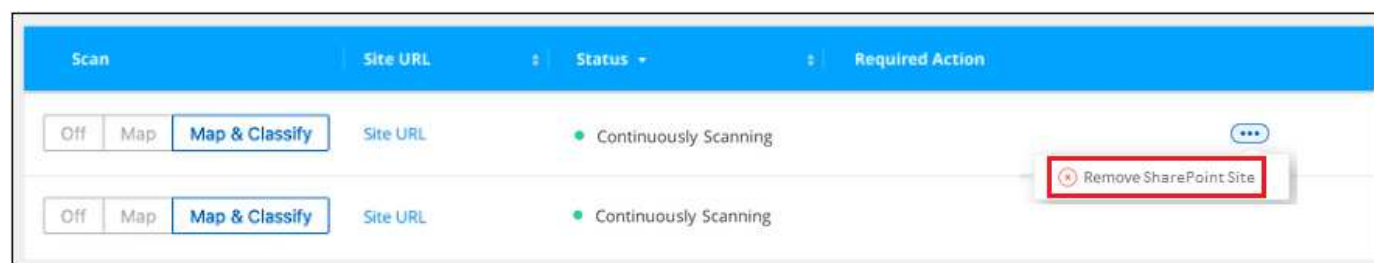 Scan Site URL Status Required Action
Off Map Map & Classify Site URL Continuously Scanning
Remove SharePoint Site
Off Map Map & Classify Site URL Continuously Scanning